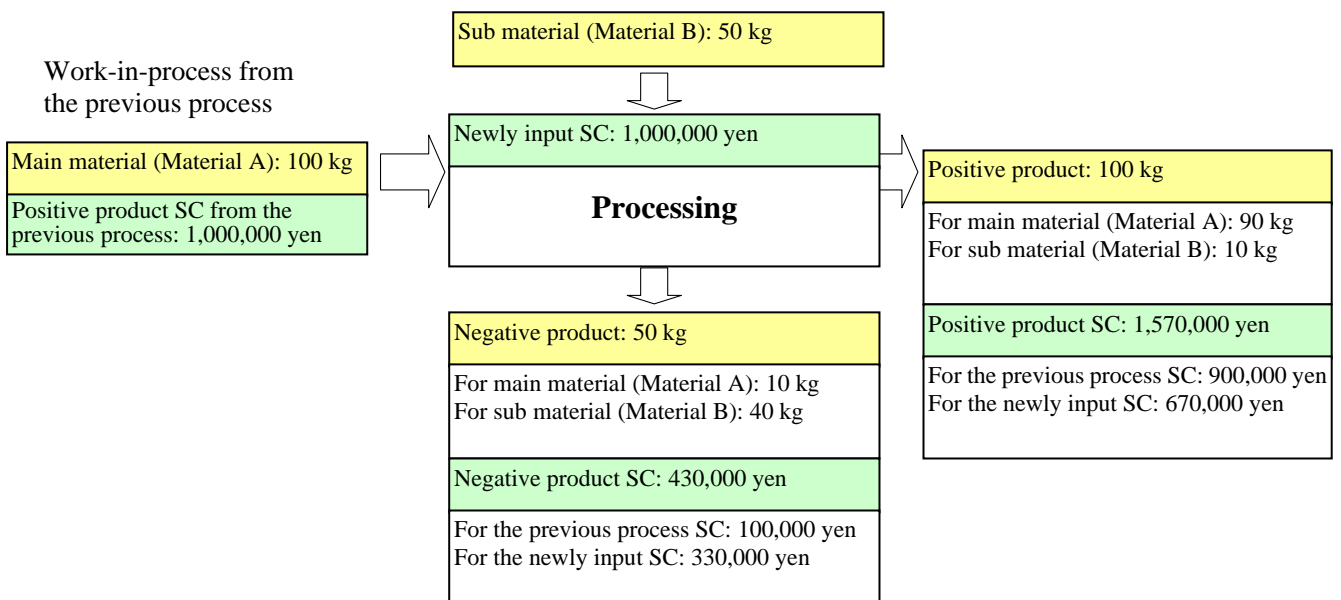 Sub material (Material B): 50 kg
Work-in-process from
the previous process
Newly input SC: 1,000,000 yen
Main material (Material A): 100 kg
Positive product SC from the
previous process: 1,000,000 yen
Processing
Positive product: 100 kg
For main material (Material A): 90 kg
For sub material (Material B): 10 kg
Positive product SC: 1,570,000 yen
For the previous process SC: 900,000 yen
For the newly input SC: 670,000 yen
Negative product: 50 kg
For main material (Material A): 10 kg
For sub material (Material B): 40 kg
Negative product SC: 430,000 yen
For the previous process SC: 100,000 yen
For the newly input SC: 330,000 yen